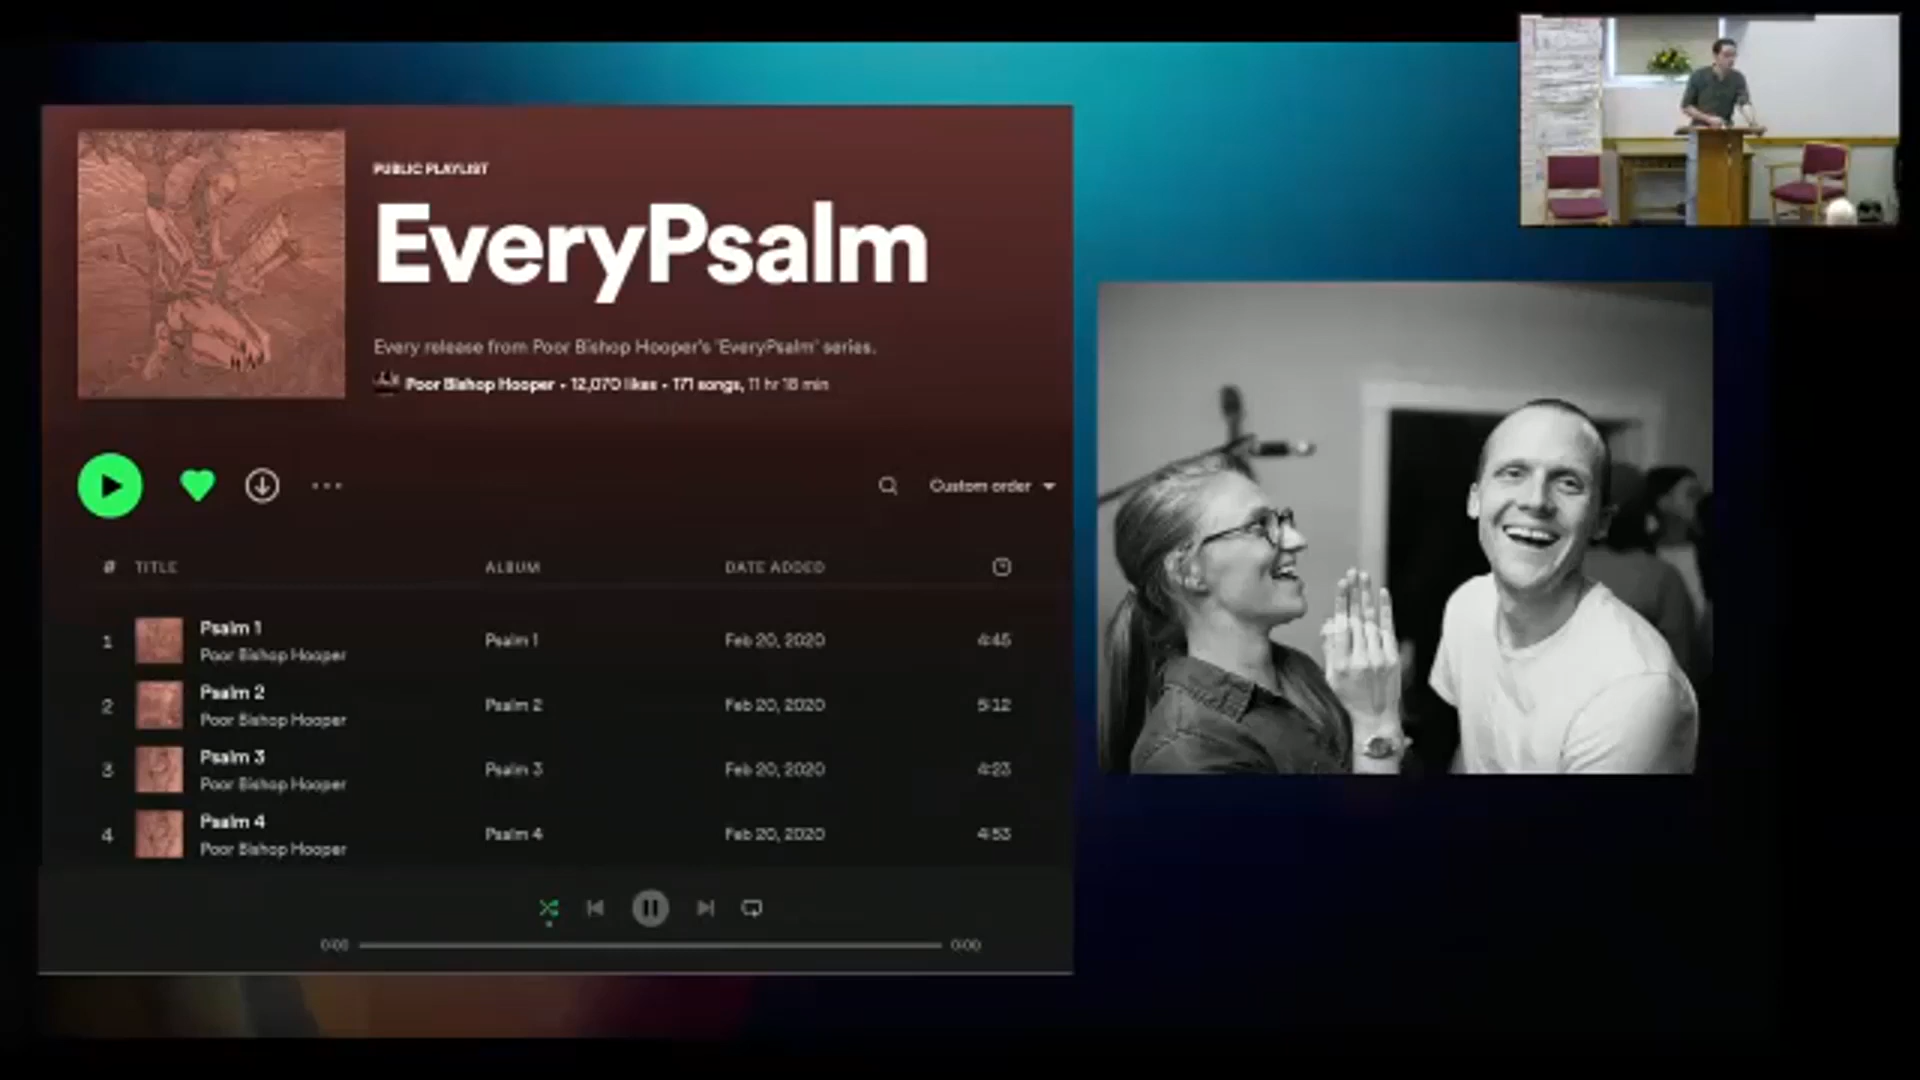 PUBLIC PLAYLIST
EveryPsalm
Every release from Poor Bishop Hooper's 'EveryPsalm' series.
Poor Bishop Hooper • 12,070 likes • 171 songs, 11 hr 18 min
Custom order
# TITLE ALBUM DATE ADDED
1 Psalm 1 Psalm 1 Feb 20, 2020 4:45
Poor Bishop Hooper
2 Psalm 2 Psalm 2 Feb 20, 2020 5:12
Poor Bishop Hooper
3 Psalm 3 Psalm 3 Feb 20, 2020 4:23
Poor Bishop Hooper
4 Psalm 4 Psalm 4 Feb 20, 2020 4:53
Poor Bishop Hooper
0:00 0:00